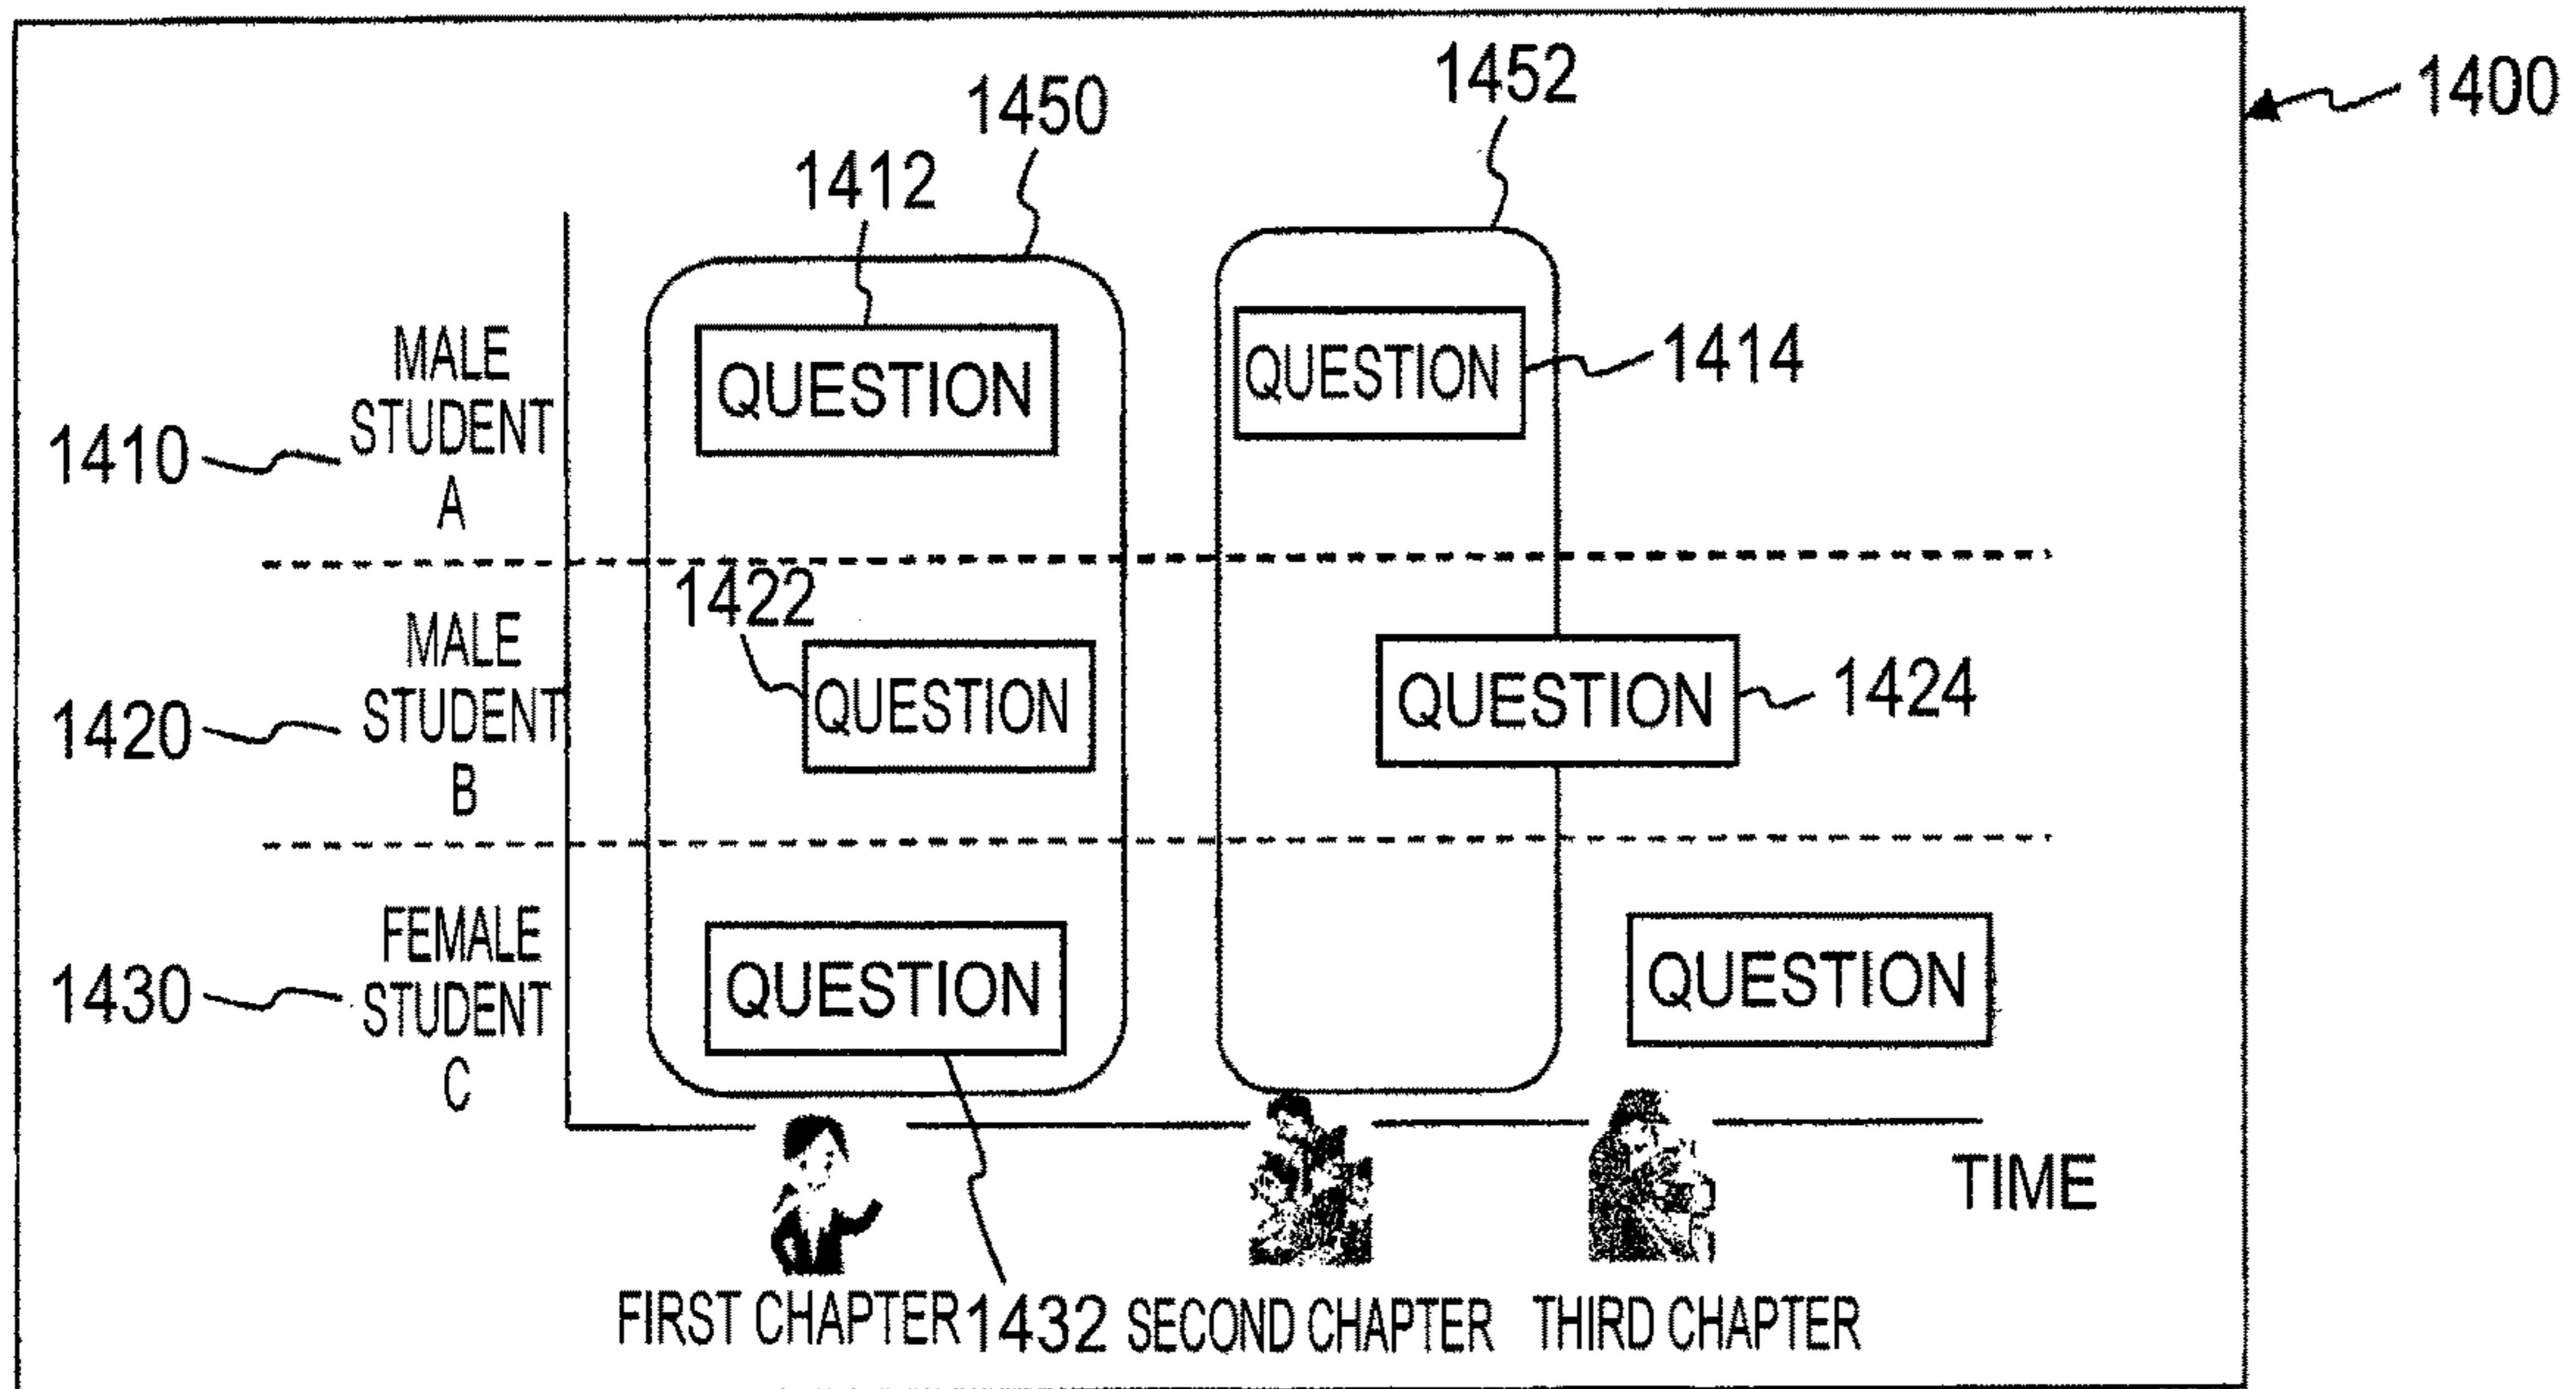 1452
1400
1450
1412
MALE
STUDENT
A
1410
QUESTION
QUESTION
1414
1422
MALE
STUDENT
B
1420
QUESTION
QUESTION
1424
FEMALE
STUDENT
C
1430
QUESTION
QUESTION
TIME
FIRST CHAPTER 1432 SECOND CHAPTER THIRD CHAPTER